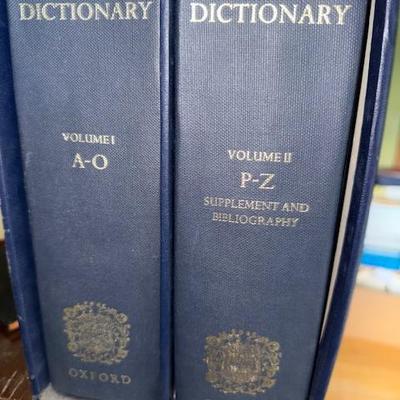 DICTIONARY
VOLUME I
A-O
OXFORD
DICTIONARY
VOLUME II
P-Z
SUPPLEMENT AND
BIBLIOGRAPHY